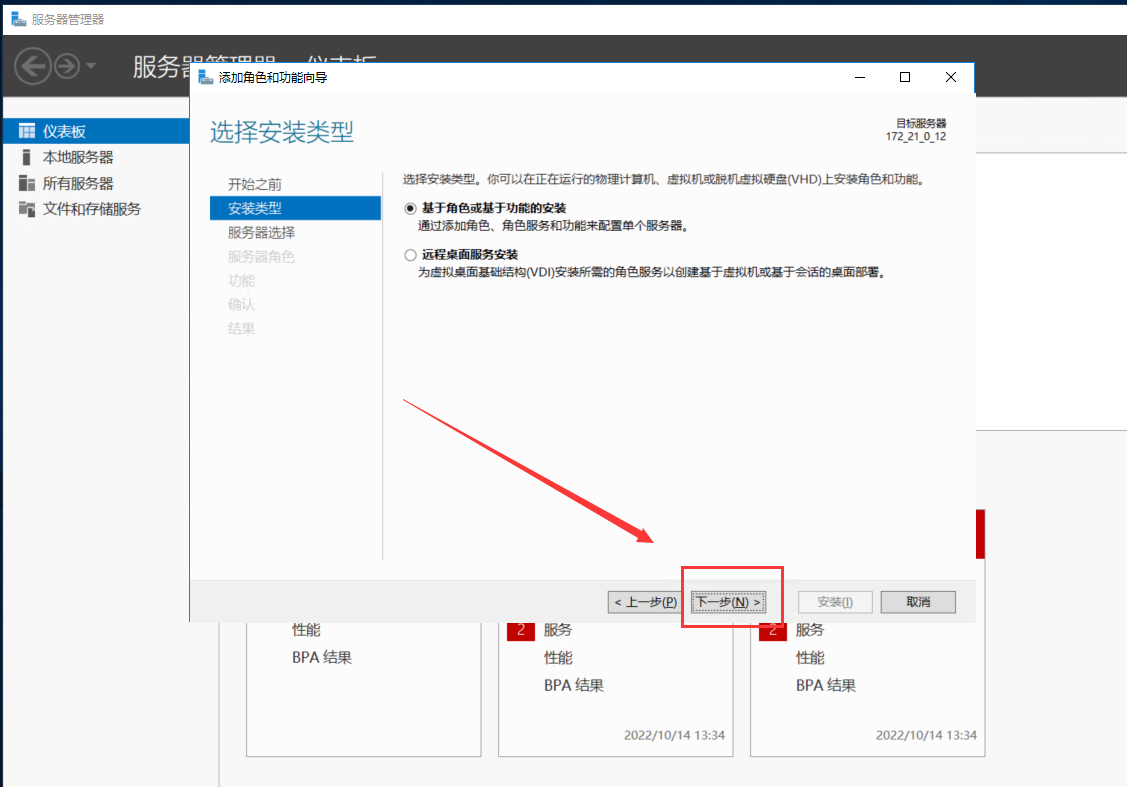 服务器管理器
服务器管理器 仪表板
添加角色和功能向导
选择安装类型
目标服务器
172_21_0_12
仪表板
本地服务器
所有服务器
文件和存储服务
开始之前
安装类型
服务器选择
服务器角色
功能
确认
结果
选择安装类型。你可以在正在运行的物理计算机、虚拟机或脱机虚拟硬盘(VHD)上安装角色和功能。
基于角色或基于功能的安装
通过添加角色、角色服务和功能来配置单个服务器。
远程桌面服务安装
为虚拟桌面基础结构(VDI)安装所需的角色服务以创建基于虚拟机或基于会话的桌面部署。
< 上一步(P)
下一步(N) >
安装(I)
取消
性能
BPA 结果
2 服务
性能
BPA 结果
2022/10/14 13:34
2 服务
性能
BPA 结果
2022/10/14 13:34